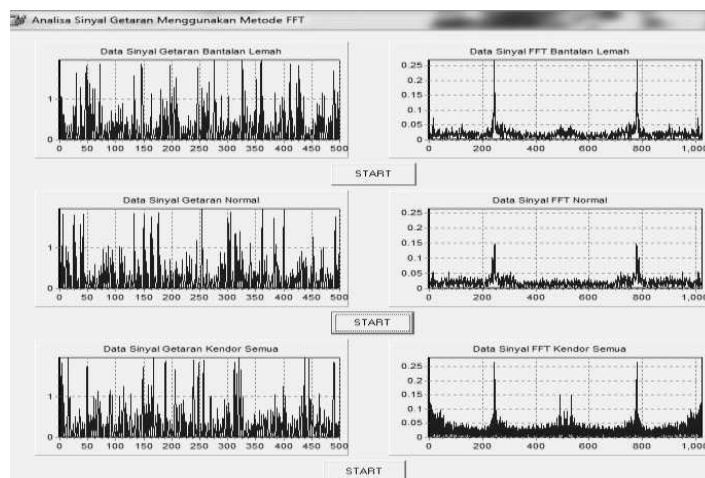 Analisa Sinyal Getaran Menggunakan Metode FFT
Data Sinyal Getaran Bantalan Lemah
1
0
0 50 100 150 200 250 300 350 400 450 500
Data Sinyal FFT Bantalan Lemah
0.25
0.2
0.15
0.1
0.05
0
0 200 400 600 800 1,00
START
Data Sinyal Getaran Normal
1
0
0 50 100 150 200 250 300 350 400 450 500
Data Sinyal FFT Normal
0.25
0.2
0.15
0.1
0.05
0
0 200 400 600 800 1,00
START
Data Sinyal Getaran Kendor Semua
1
0
0 50 100 150 200 250 300 350 400 450 500
Data Sinyal FFT Kendor Semua
0.25
0.2
0.15
0.1
0.05
0
0 200 400 600 800 1,00
START